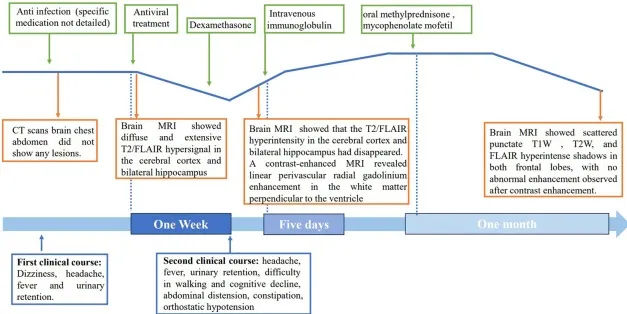 Anti infection (specific
medication not detailed)
Antiviral
treatment
Dexamethasone
Intravenous
immunoglobulin
oral methylprednisone ,
mycophenolate mofetil
CT scans brain chest
abdomen did not
show any lesions.
Brain MRI showed
diffuse and extensive
T2/FLAIR hypersignal in
the cerebral cortex and
bilateral hippocampus
Brain MRI showed that the T2/FLAIR
hyperintensity in the cerebral cortex and
bilateral hippocampus had disappeared.
A contrast-enhanced MRI revealed
linear perivascular radial gadolinium
enhancement in the white matter
perpendicular to the ventricle
Brain MRI showed scattered
punctate T1W , T2W, and
FLAIR hyperintense shadows in
both frontal lobes, with no
abnormal enhancement observed
after contrast enhancement.
One Week
Five days
One month
First clinical course:
Dizziness, headache,
fever and urinary
retention.
Second clinical course: headache,
fever, urinary retention, difficulty
in walking and cognitive decline,
abdominal distension, constipation,
orthostatic hypotension